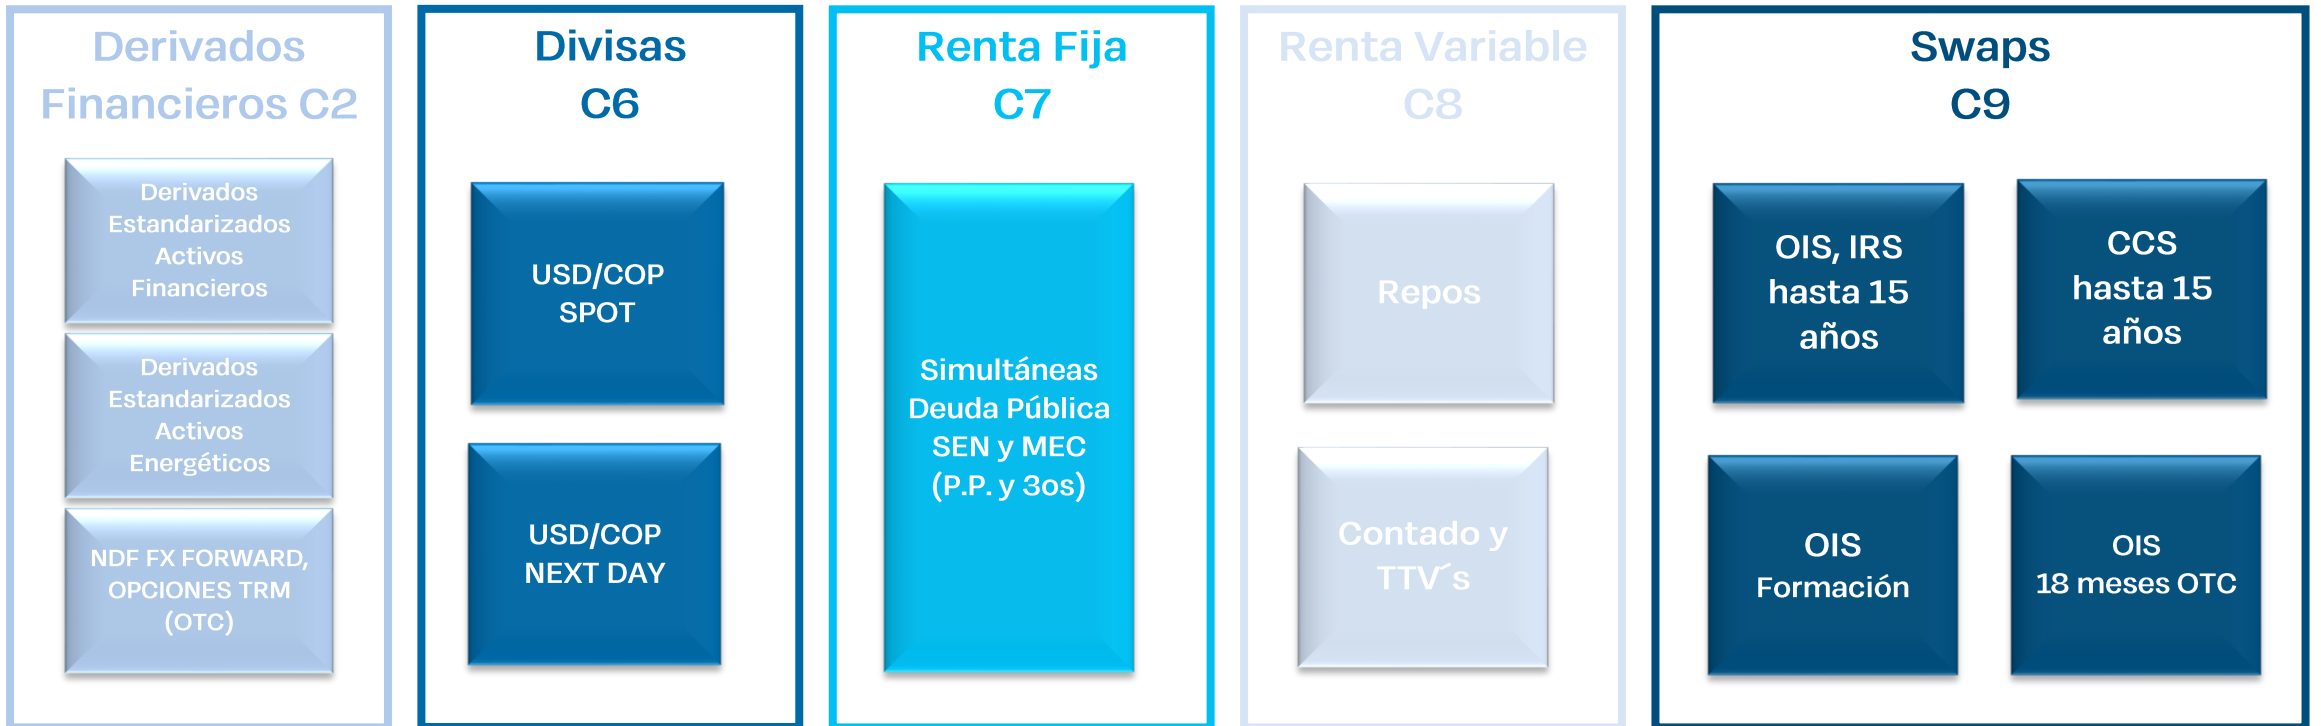 Derivados
Financieros C2
Derivados
Estandarizados
Activos
Financieros
Derivados
Estandarizados
Activos
Energéticos
NDF FX FORWARD,
OPCIONES TRM
(OTC)
Divisas
C6
USD/COP
SPOT
USD/COP
NEXT DAY
Renta Fija
C7
Simultáneas
Deuda Pública
SEN y MEC
(P.P. y 3os)
Renta Variable
C8
Repos
Contado y
TTV´s
Swaps
C9
OIS, IRS
hasta 15
años
CCS
hasta 15
años
OIS
Formación
OIS
18 meses OTC